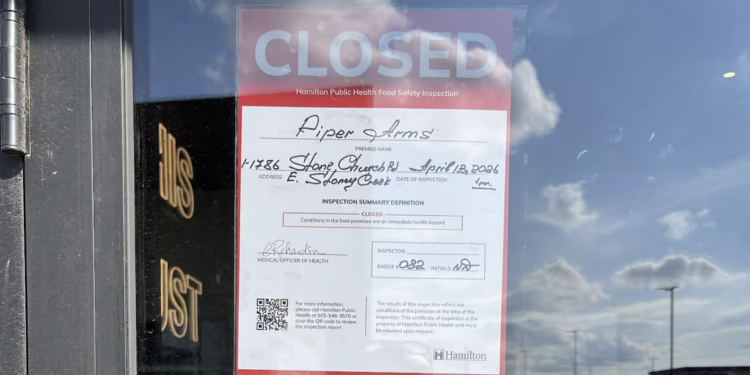 CLOSED
Hamilton Public Health Food Safety Inspection
Piper Arms
PREMISE NAME
1-1786 Stone Church Rd April 13, 2026
ADDRESS E. Stoney Creek DATE OF INSPECTION 1pm.
INSPECTION SUMMARY DEFINITION
CLOSED
Conditions in the food premises are an immediate health hazard
INSPECTOR
MEDICAL OFFICER OF HEALTH
BADGE# 082 INITIALS ND
For more information,
please call Hamilton Public
Health at 905-546-3570 or
scan the QR code to review
the inspection report
The results of this inspection reflect the
conditions of the premises at the time of the
inspection. This certificate of inspection is the
property of Hamilton Public Health and must
be returned upon request.
Hamilton
UST